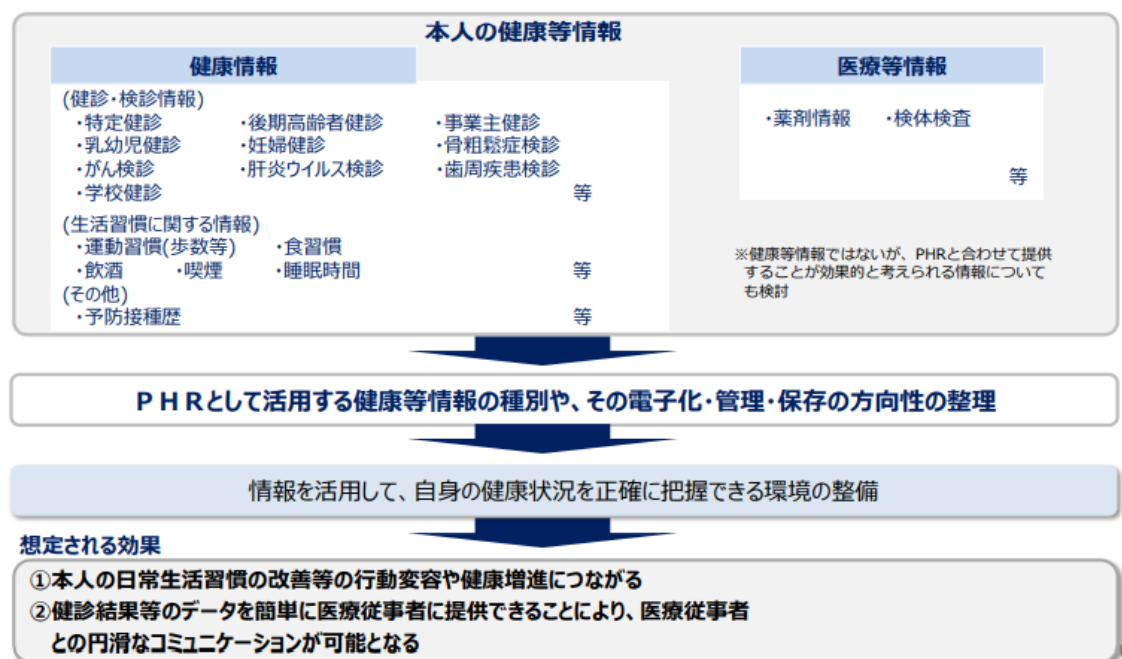 本人の健康等情報
健康情報
(健診・検診情報)
・特定健診 ・後期高齢者健診 ・事業主健診
・乳幼児健診 ・妊婦健診 ・骨粗鬆症検診
・がん検診 ・肝炎ウイルス検診 ・歯周疾患検診
・学校健診 等
(生活習慣に関する情報)
・運動習慣(歩数等) ・食習慣
・飲酒 ・喫煙 ・睡眠時間 等
(その他)
・予防接種歴 等
医療等情報
・薬剤情報 ・検体検査
等
※健康等情報ではないが、PHRと合わせて提供
することが効果的と考えられる情報について
も検討
ＰＨＲとして活用する健康等情報の種別や、その電子化・管理・保存の方向性の整理
情報を活用して、自身の健康状況を正確に把握できる環境の整備
想定される効果
①本人の日常生活習慣の改善等の行動変容や健康増進につながる
②健診結果等のデータを簡単に医療従事者に提供できることにより、医療従事者
との円滑なコミュニケーションが可能となる